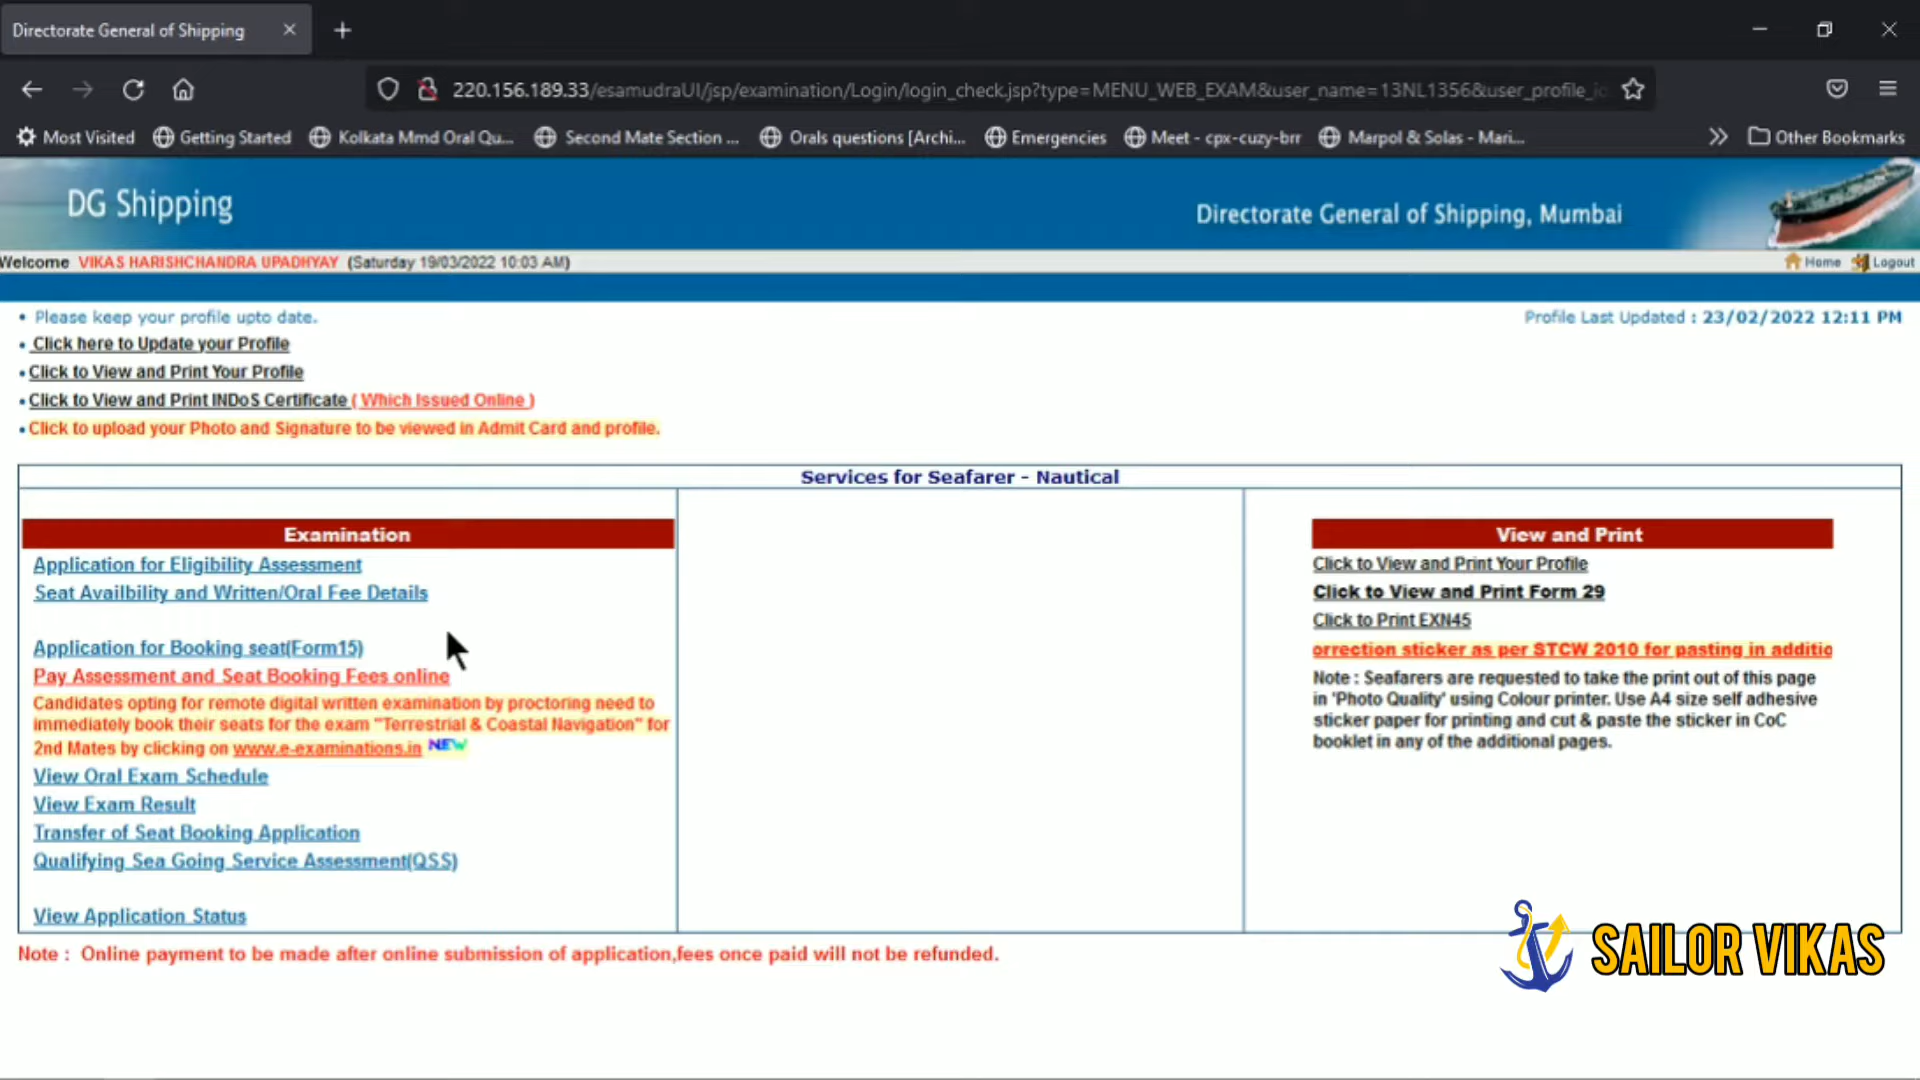 Directorate General of Shipping
220.156.189.33/esamudraUI/jsp/examination/Login/login_check.jsp?type=MENU_WEB_EXAM&user_name=13NL1356&user_profile_i
Most Visited Getting Started Kolkata Mmd Oral Qu... Second Mate Section ... Orals questions [Archi... Emergencies Meet - cpx-cuzy-brr Marpol & Solas - Mari... Other Bookmarks
DG Shipping
Directorate General of Shipping, Mumbai
Welcome VIKAS HARISHCHANDRA UPADHYAY (Saturday 19/03/2022 10:03 AM) Home Logout
• Please keep your profile upto date.
Profile Last Updated : 23/02/2022 12:11 PM
• Click here to Update your Profile
• Click to View and Print Your Profile
• Click to View and Print INDoS Certificate ( Which Issued Online )
• Click to upload your Photo and Signature to be viewed in Admit Card and profile.
Services for Seafarer - Nautical
Examination
Application for Eligibility Assessment
Seat Availbility and Written/Oral Fee Details
Application for Booking seat(Form15)
Pay Assessment and Seat Booking Fees online
Candidates opting for remote digital written examination by proctoring need to
immediately book their seats for the exam "Terrestrial & Coastal Navigation" for
2nd Mates by clicking on www.e-examinations.in NEW
View Oral Exam Schedule
View Exam Result
Transfer of Seat Booking Application
Qualifying Sea Going Service Assessment(QSS)
View Application Status
View and Print
Click to View and Print Your Profile
Click to View and Print Form 29
Click to Print EXN45
orrection sticker as per STCW 2010 for pasting in additio
Note : Seafarers are requested to take the print out of this page
in 'Photo Quality' using Colour printer. Use A4 size self adhesive
sticker paper for printing and cut & paste the sticker in CoC
booklet in any of the additional pages.
Note : Online payment to be made after online submission of application,fees once paid will not be refunded.
SAILOR VIKAS